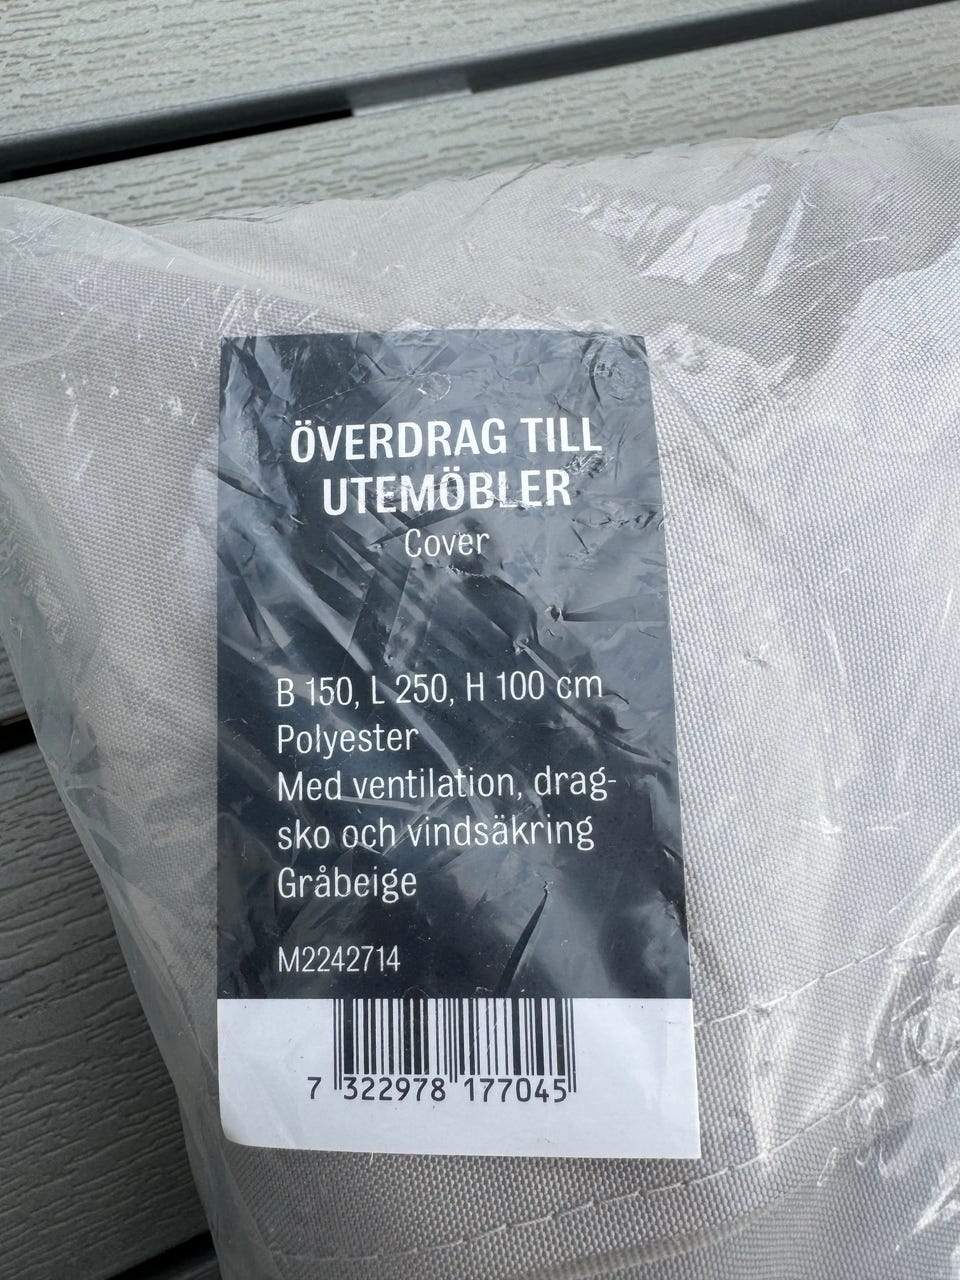 ÖVERDRAG TILL
UTEMÖBLER
Cover
B 150, L 250, H 100 cm
Polyester
Med ventilation, drag-
sko och vindsäkring
Gråbeige
M2242714
7 322978 177045